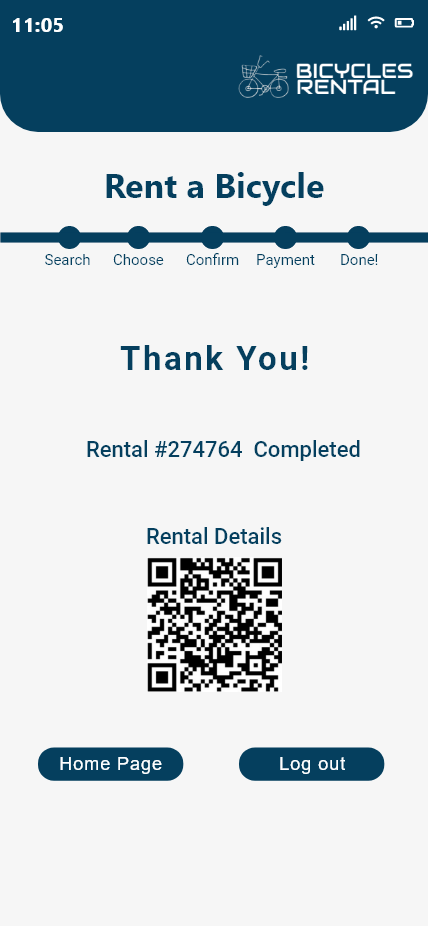 11:05
BICYCLES
RENTAL
Rent a Bicycle
Search Choose Confirm Payment Done!
Thank You!
Rental #274764 Completed
Rental Details
Home Page Log out